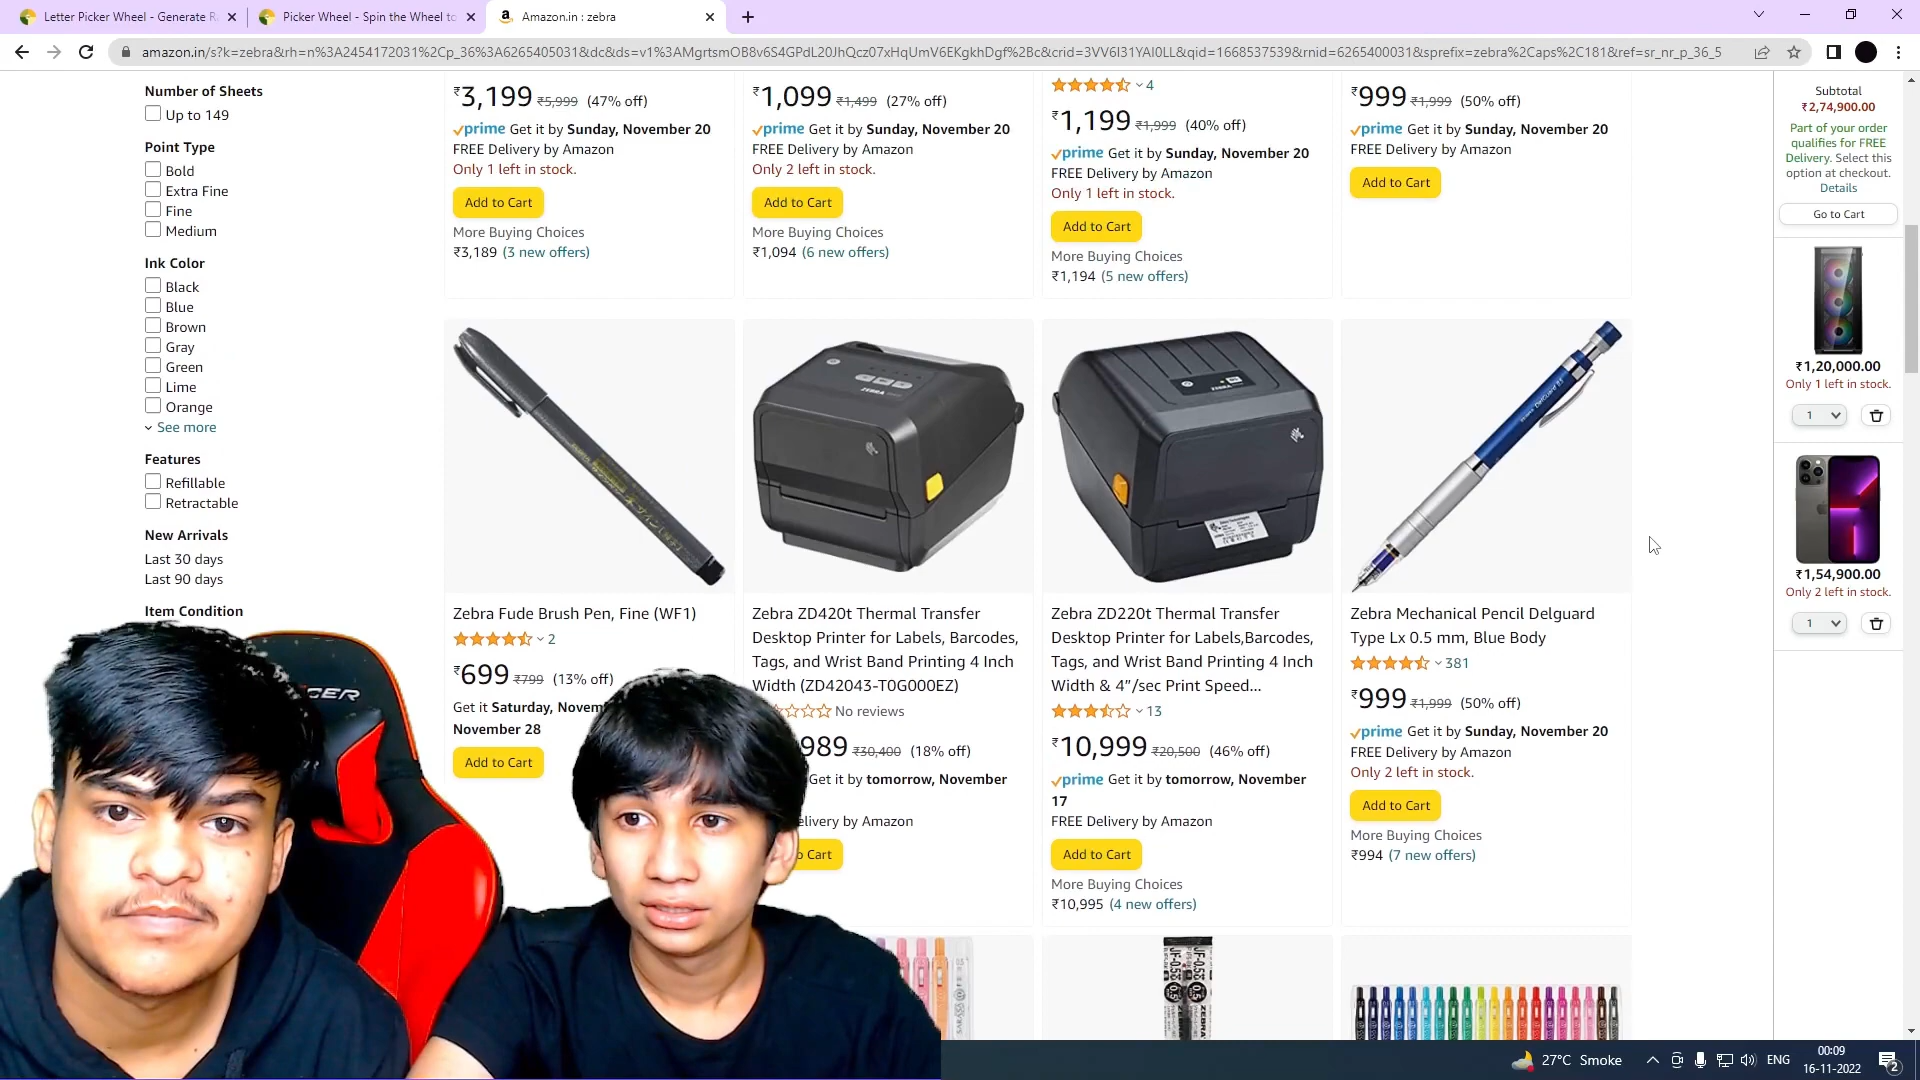 Letter Picker Wheel - Generate R
Picker Wheel - Spin the Wheel to
Amazon.in : zebra
amazon.in/s?k=zebra&rh=n%3A2454172031%2Cp_36%3A6265405031&dc&ds=v1%3AMgrtsmOB8v6S4GPdL20JhQcz07xHqUmV6EKgkhDgf%2Bc&crid=3VV6I31YAI0LL&qid=1668537539&rnid=6265400031&sprefix=zebra%2Caps%2C181&ref=sr_nr_p_36_5
Number of Sheets
Up to 149
Point Type
Bold
Extra Fine
Fine
Medium
Ink Color
Black
Blue
Brown
Gray
Green
Lime
Orange
See more
Features
Refillable
Retractable
New Arrivals
Last 30 days
Last 90 days
Item Condition
₹3,199 ₹5,999 (47% off)
prime Get it by Sunday, November 20
FREE Delivery by Amazon
Only 1 left in stock.
Add to Cart
More Buying Choices
₹3,189 (3 new offers)
₹1,099 ₹1,499 (27% off)
prime Get it by Sunday, November 20
FREE Delivery by Amazon
Only 2 left in stock.
Add to Cart
More Buying Choices
₹1,094 (6 new offers)
4
₹1,199 ₹1,999 (40% off)
prime Get it by Sunday, November 20
FREE Delivery by Amazon
Only 1 left in stock.
Add to Cart
More Buying Choices
₹1,194 (5 new offers)
₹999 ₹1,999 (50% off)
prime Get it by Sunday, November 20
FREE Delivery by Amazon
Add to Cart
Zebra Fude Brush Pen, Fine (WF1)
2
₹699 ₹799 (13% off)
Get it Saturday, Novem
November 28
Add to Cart
ZEBRA
Zebra ZD420t Thermal Transfer
Desktop Printer for Labels, Barcodes,
Tags, and Wrist Band Printing 4 Inch
Width (ZD42043-T0G000EZ)
No reviews
989 ₹30,400 (18% off)
Get it by tomorrow, November
elivery by Amazon
o Cart
ZEBRA
Zebra ZD220t Thermal Transfer
Desktop Printer for Labels,Barcodes,
Tags, and Wrist Band Printing 4 Inch
Width & 4"/sec Print Speed...
13
₹10,999 ₹20,500 (46% off)
prime Get it by tomorrow, November
17
FREE Delivery by Amazon
Add to Cart
More Buying Choices
₹10,995 (4 new offers)
Zebra Mechanical Pencil Delguard
Type Lx 0.5 mm, Blue Body
381
₹999 ₹1,999 (50% off)
prime Get it by Sunday, November 20
FREE Delivery by Amazon
Only 2 left in stock.
Add to Cart
More Buying Choices
₹994 (7 new offers)
JF-0.5
0.5
ZEBRA
Subtotal
₹2,74,900.00
Part of your order
qualifies for FREE
Delivery. Select this
option at checkout.
Details
Go to Cart
₹1,20,000.00
Only 1 left in stock.
1
₹1,54,900.00
Only 2 left in stock.
1
CER
27°C Smoke
ENG
00:09
16-11-2022
2